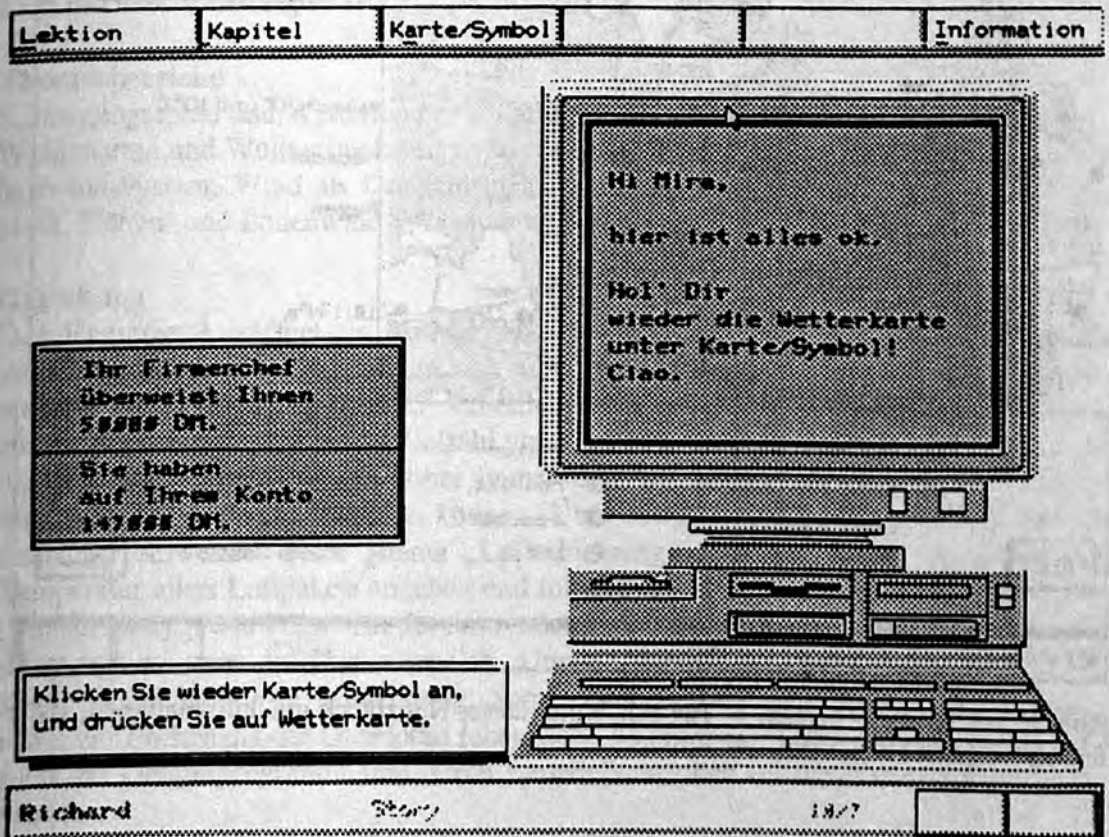 Lektion Kapitel Karte/Symbol Information
Hi Mira,
hier ist alles ok.
Hol' Dir
wieder die Wetterkarte
unter Karte/Symbol!
Ciao.
Ihr Firmenchef
überweist Ihnen
50000 DM.
Sie haben
auf Ihrem Konto
147000 DM.
Klicken Sie wieder Karte/Symbol an,
und drücken Sie auf Wetterkarte.
Richard Story